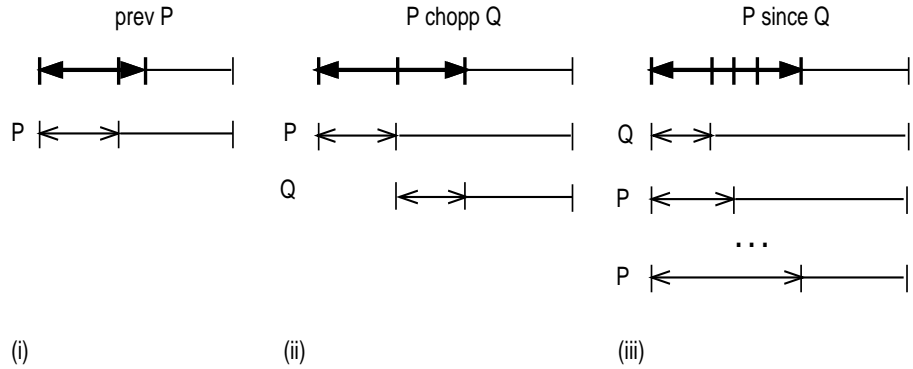 prev P
P chopp Q
P since Q
P
P
Q
Q
P
...
P
(i)
(ii)
(iii)